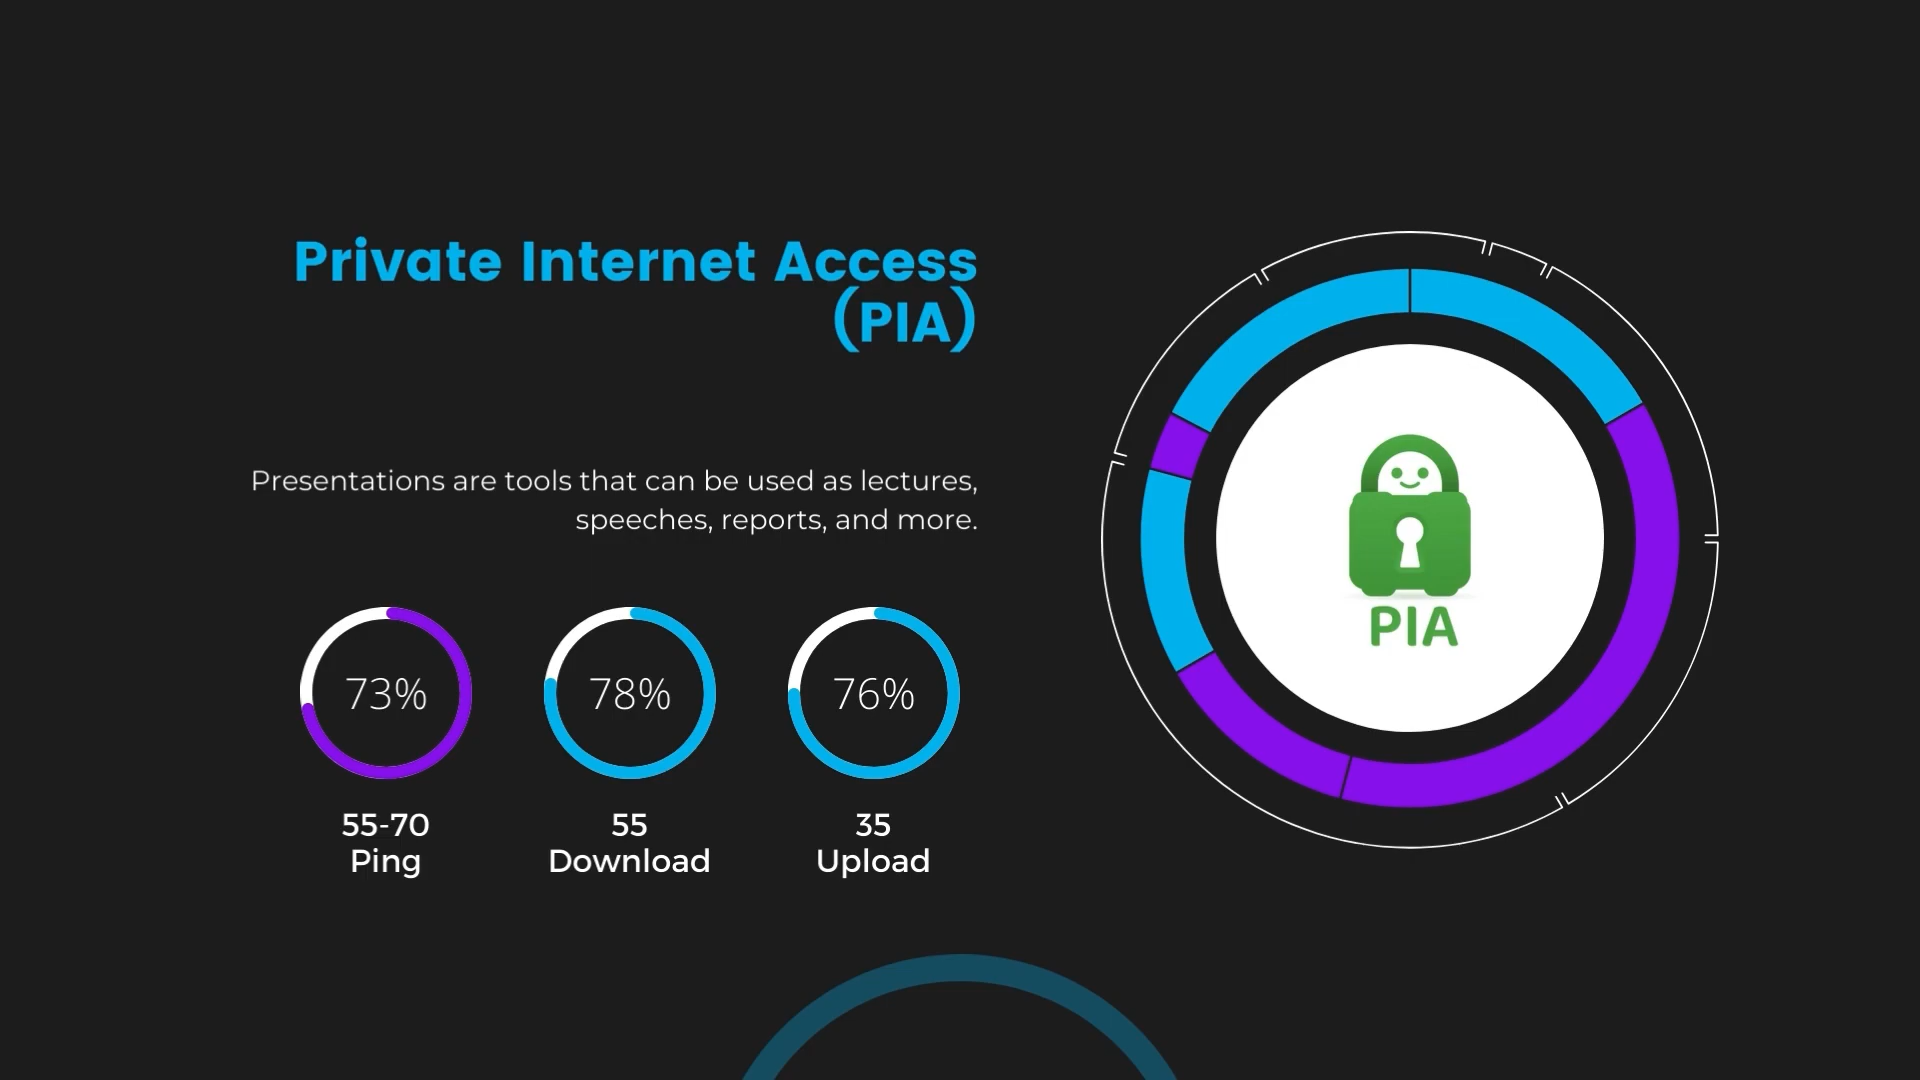 Private Internet Access
(PIA)
Presentations are tools that can be used as lectures,
speeches, reports, and more.
73%
78%
76%
55-70
Ping
55
Download
35
Upload
PIA